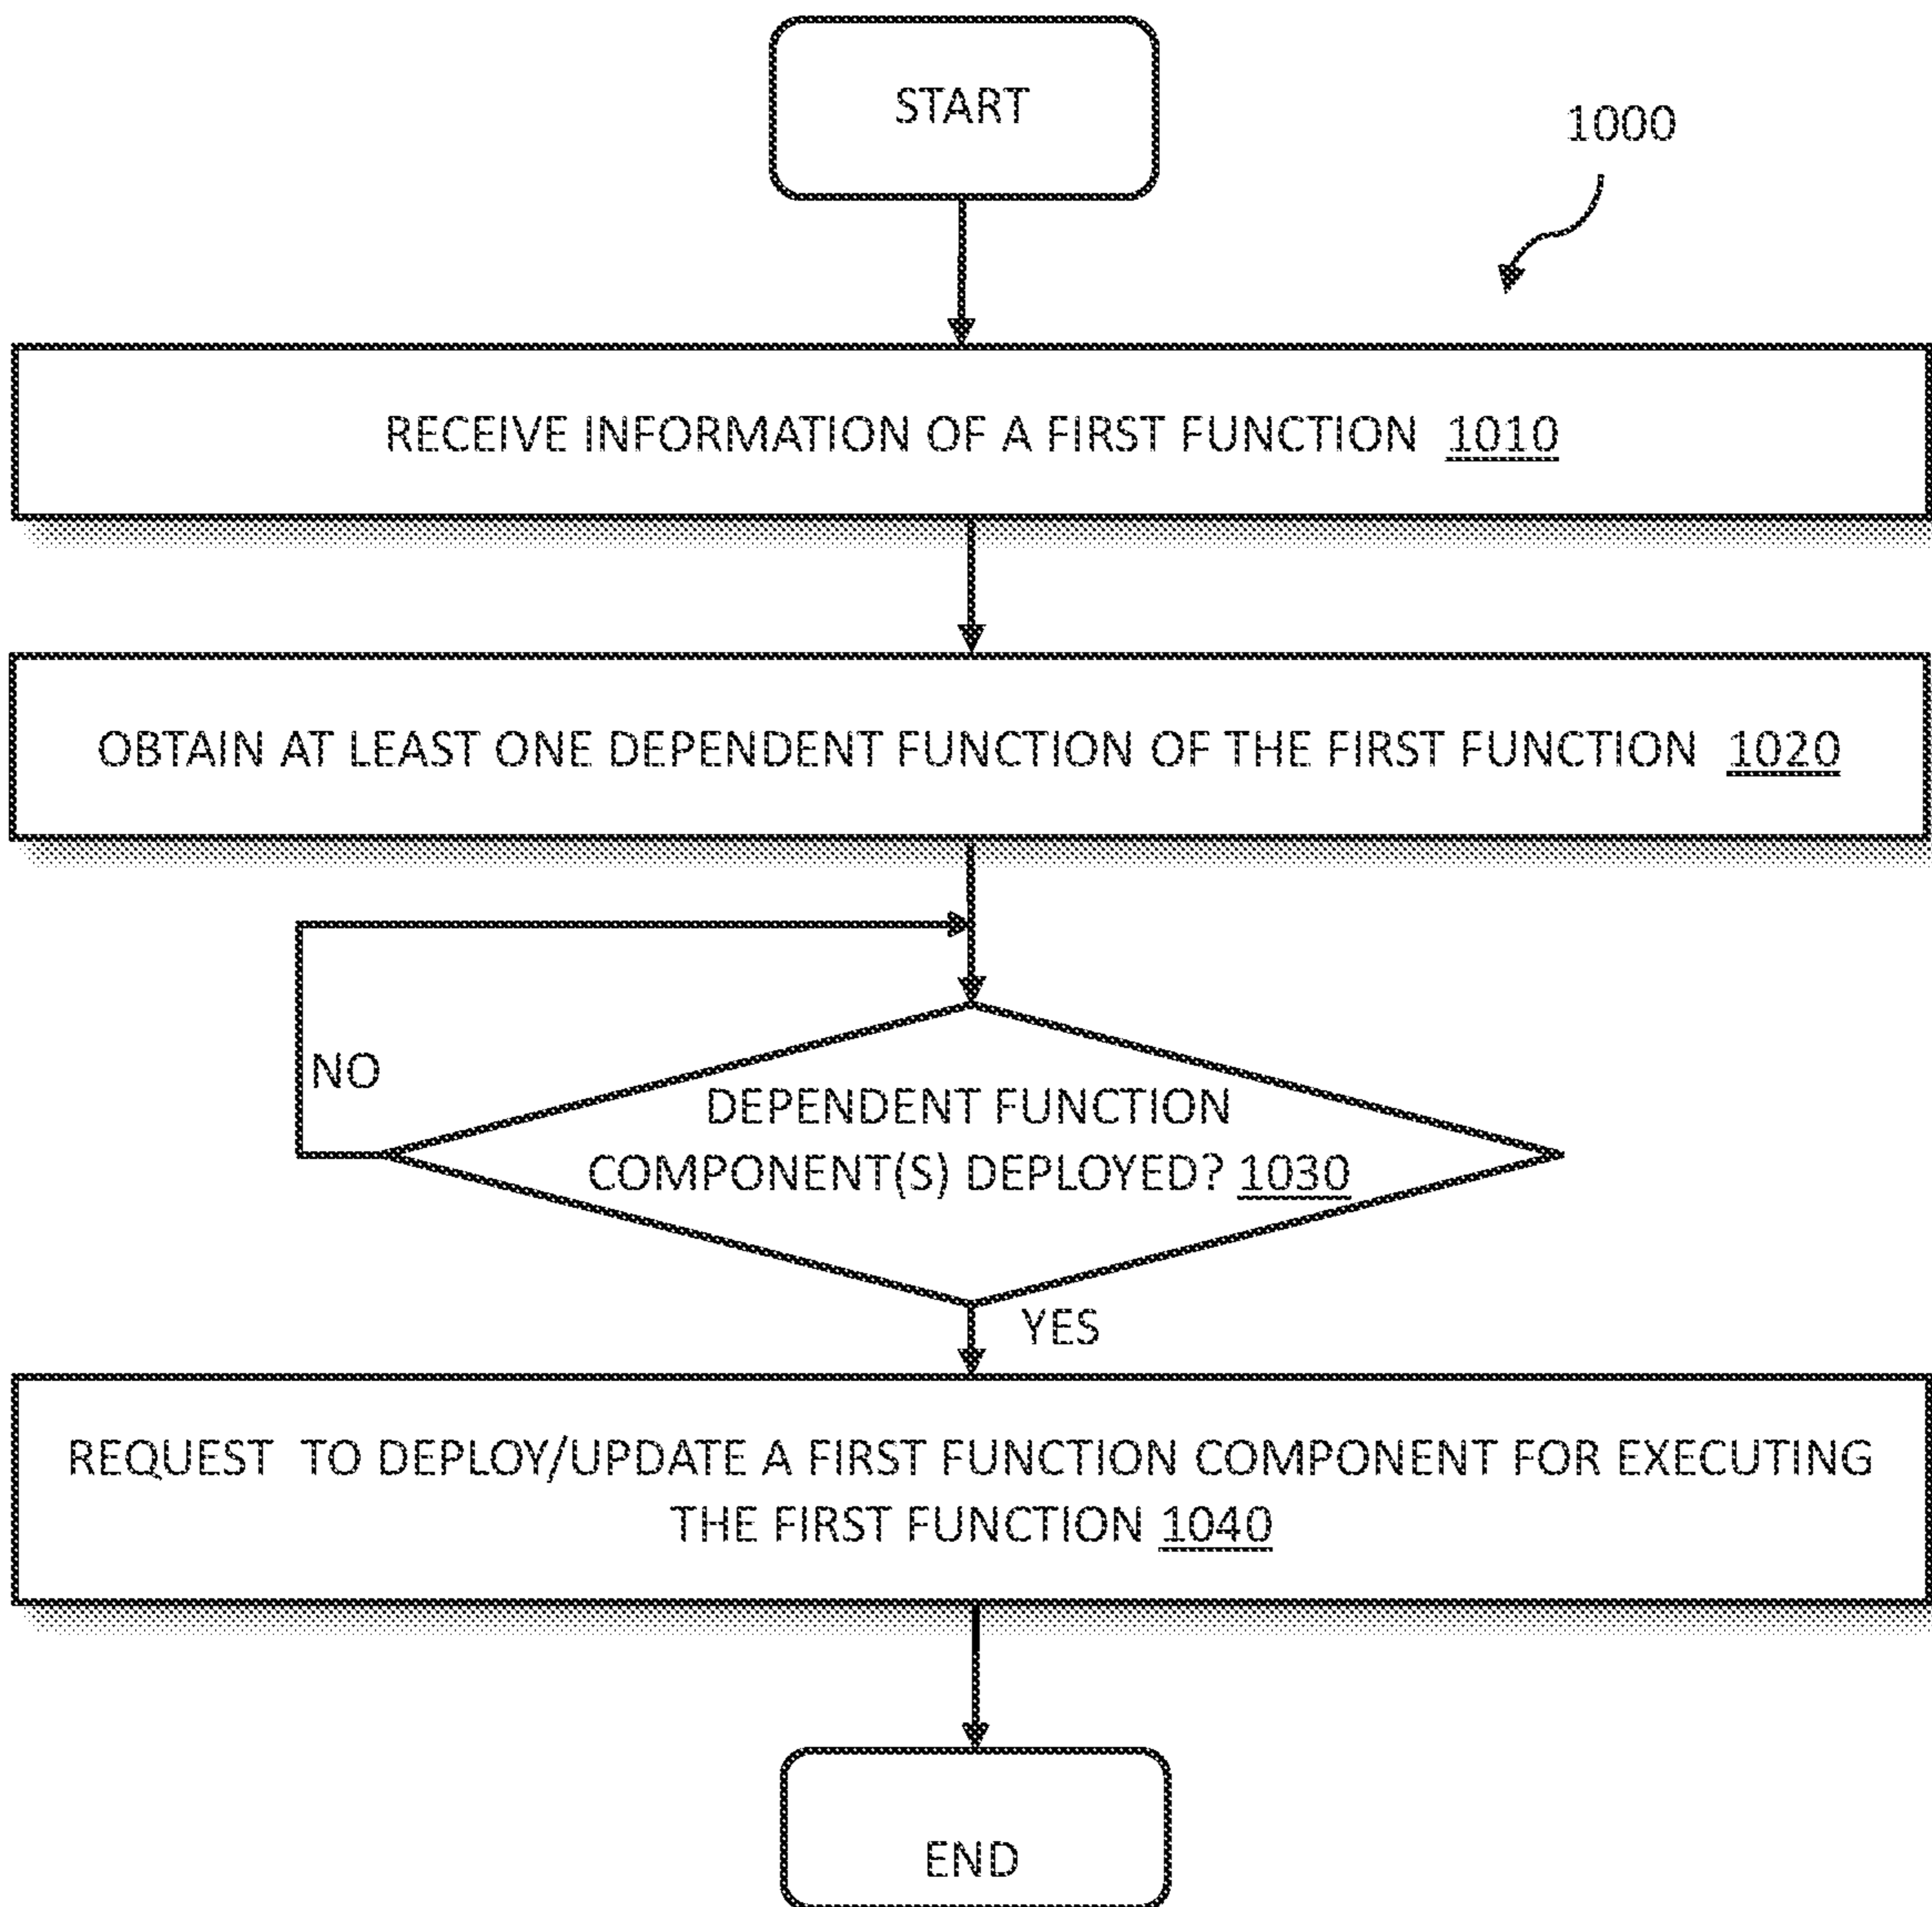 START
1000
RECEIVE INFORMATION OF A FIRST FUNCTION 1010
OBTAIN AT LEAST ONE DEPENDENT FUNCTION OF THE FIRST FUNCTION 1020
NO
DEPENDENT FUNCTION
COMPONENT(S) DEPLOYED? 1030
YES
REQUEST TO DEPLOY/UPDATE A FIRST FUNCTION COMPONENT FOR EXECUTING
THE FIRST FUNCTION 1040
END